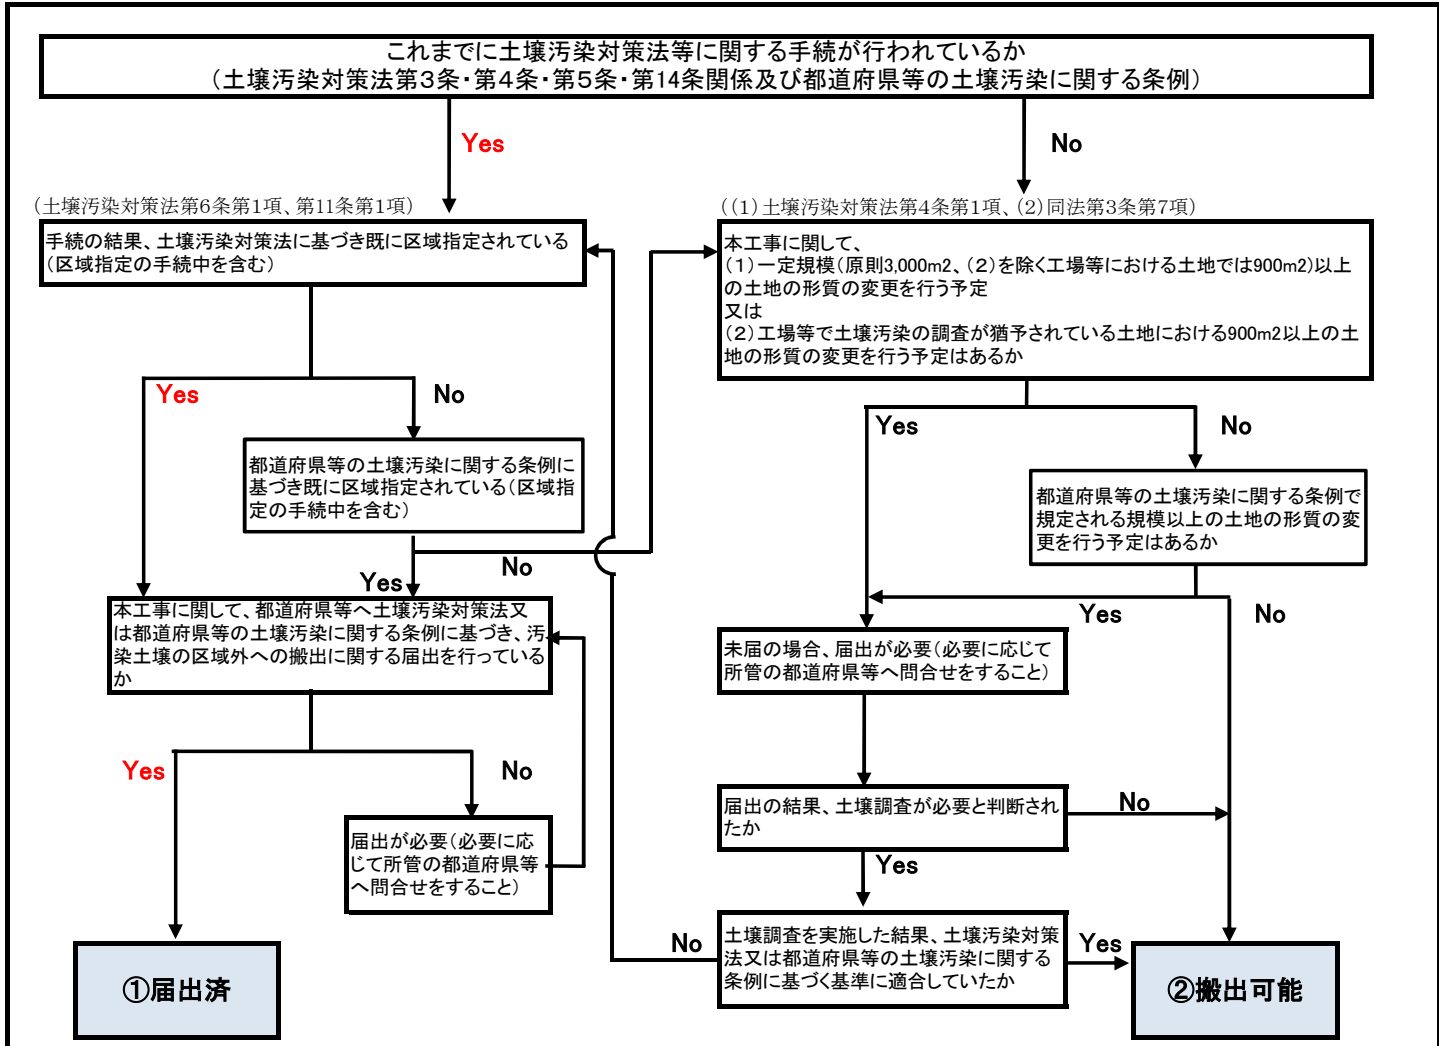 これまでに土壌汚染対策法等に関する手続が行われているか
（土壌汚染対策法第3条・第4条・第5条・第14条関係及び都道府県等の土壌汚染に関する条例）
Yes
No
（土壌汚染対策法第6条第1項、第11条第1項）
手続の結果、土壌汚染対策法に基づき既に区域指定されている
（区域指定の手続中を含む）
（（1）土壌汚染対策法第4条第1項、（2）同法第3条第7項）
本工事に関して、
（１）一定規模（原則3,000m2、（２）を除く工場等における土地では900m2）以上
の土地の形質の変更を行う予定
又は
（２）工場等で土壌汚染の調査が猶予されている土地における900m2以上の土
地の形質の変更を行う予定はあるか
Yes
No
都道府県等の土壌汚染に関する条例に
基づき既に区域指定されている（区域指
定の手続中を含む）
Yes
No
都道府県等の土壌汚染に関する条例で
規定される規模以上の土地の形質の変
更を行う予定はあるか
Yes
No
本工事に関して、都道府県等へ土壌汚染対策法又
は都道府県等の土壌汚染に関する条例に基づき、汚
染土壌の区域外への搬出に関する届出を行っている
か
Yes
No
未届の場合、届出が必要（必要に応じて
所管の都道府県等へ問合せをすること）
Yes
No
届出が必要（必要に応
じて所管の都道府県等
へ問合せをすること）
届出の結果、土壌調査が必要と判断され
たか
No
Yes
土壌調査を実施した結果、土壌汚染対策
法又は都道府県等の土壌汚染に関する
条例に基づく基準に適合していたか
No
Yes
①届出済
②搬出可能